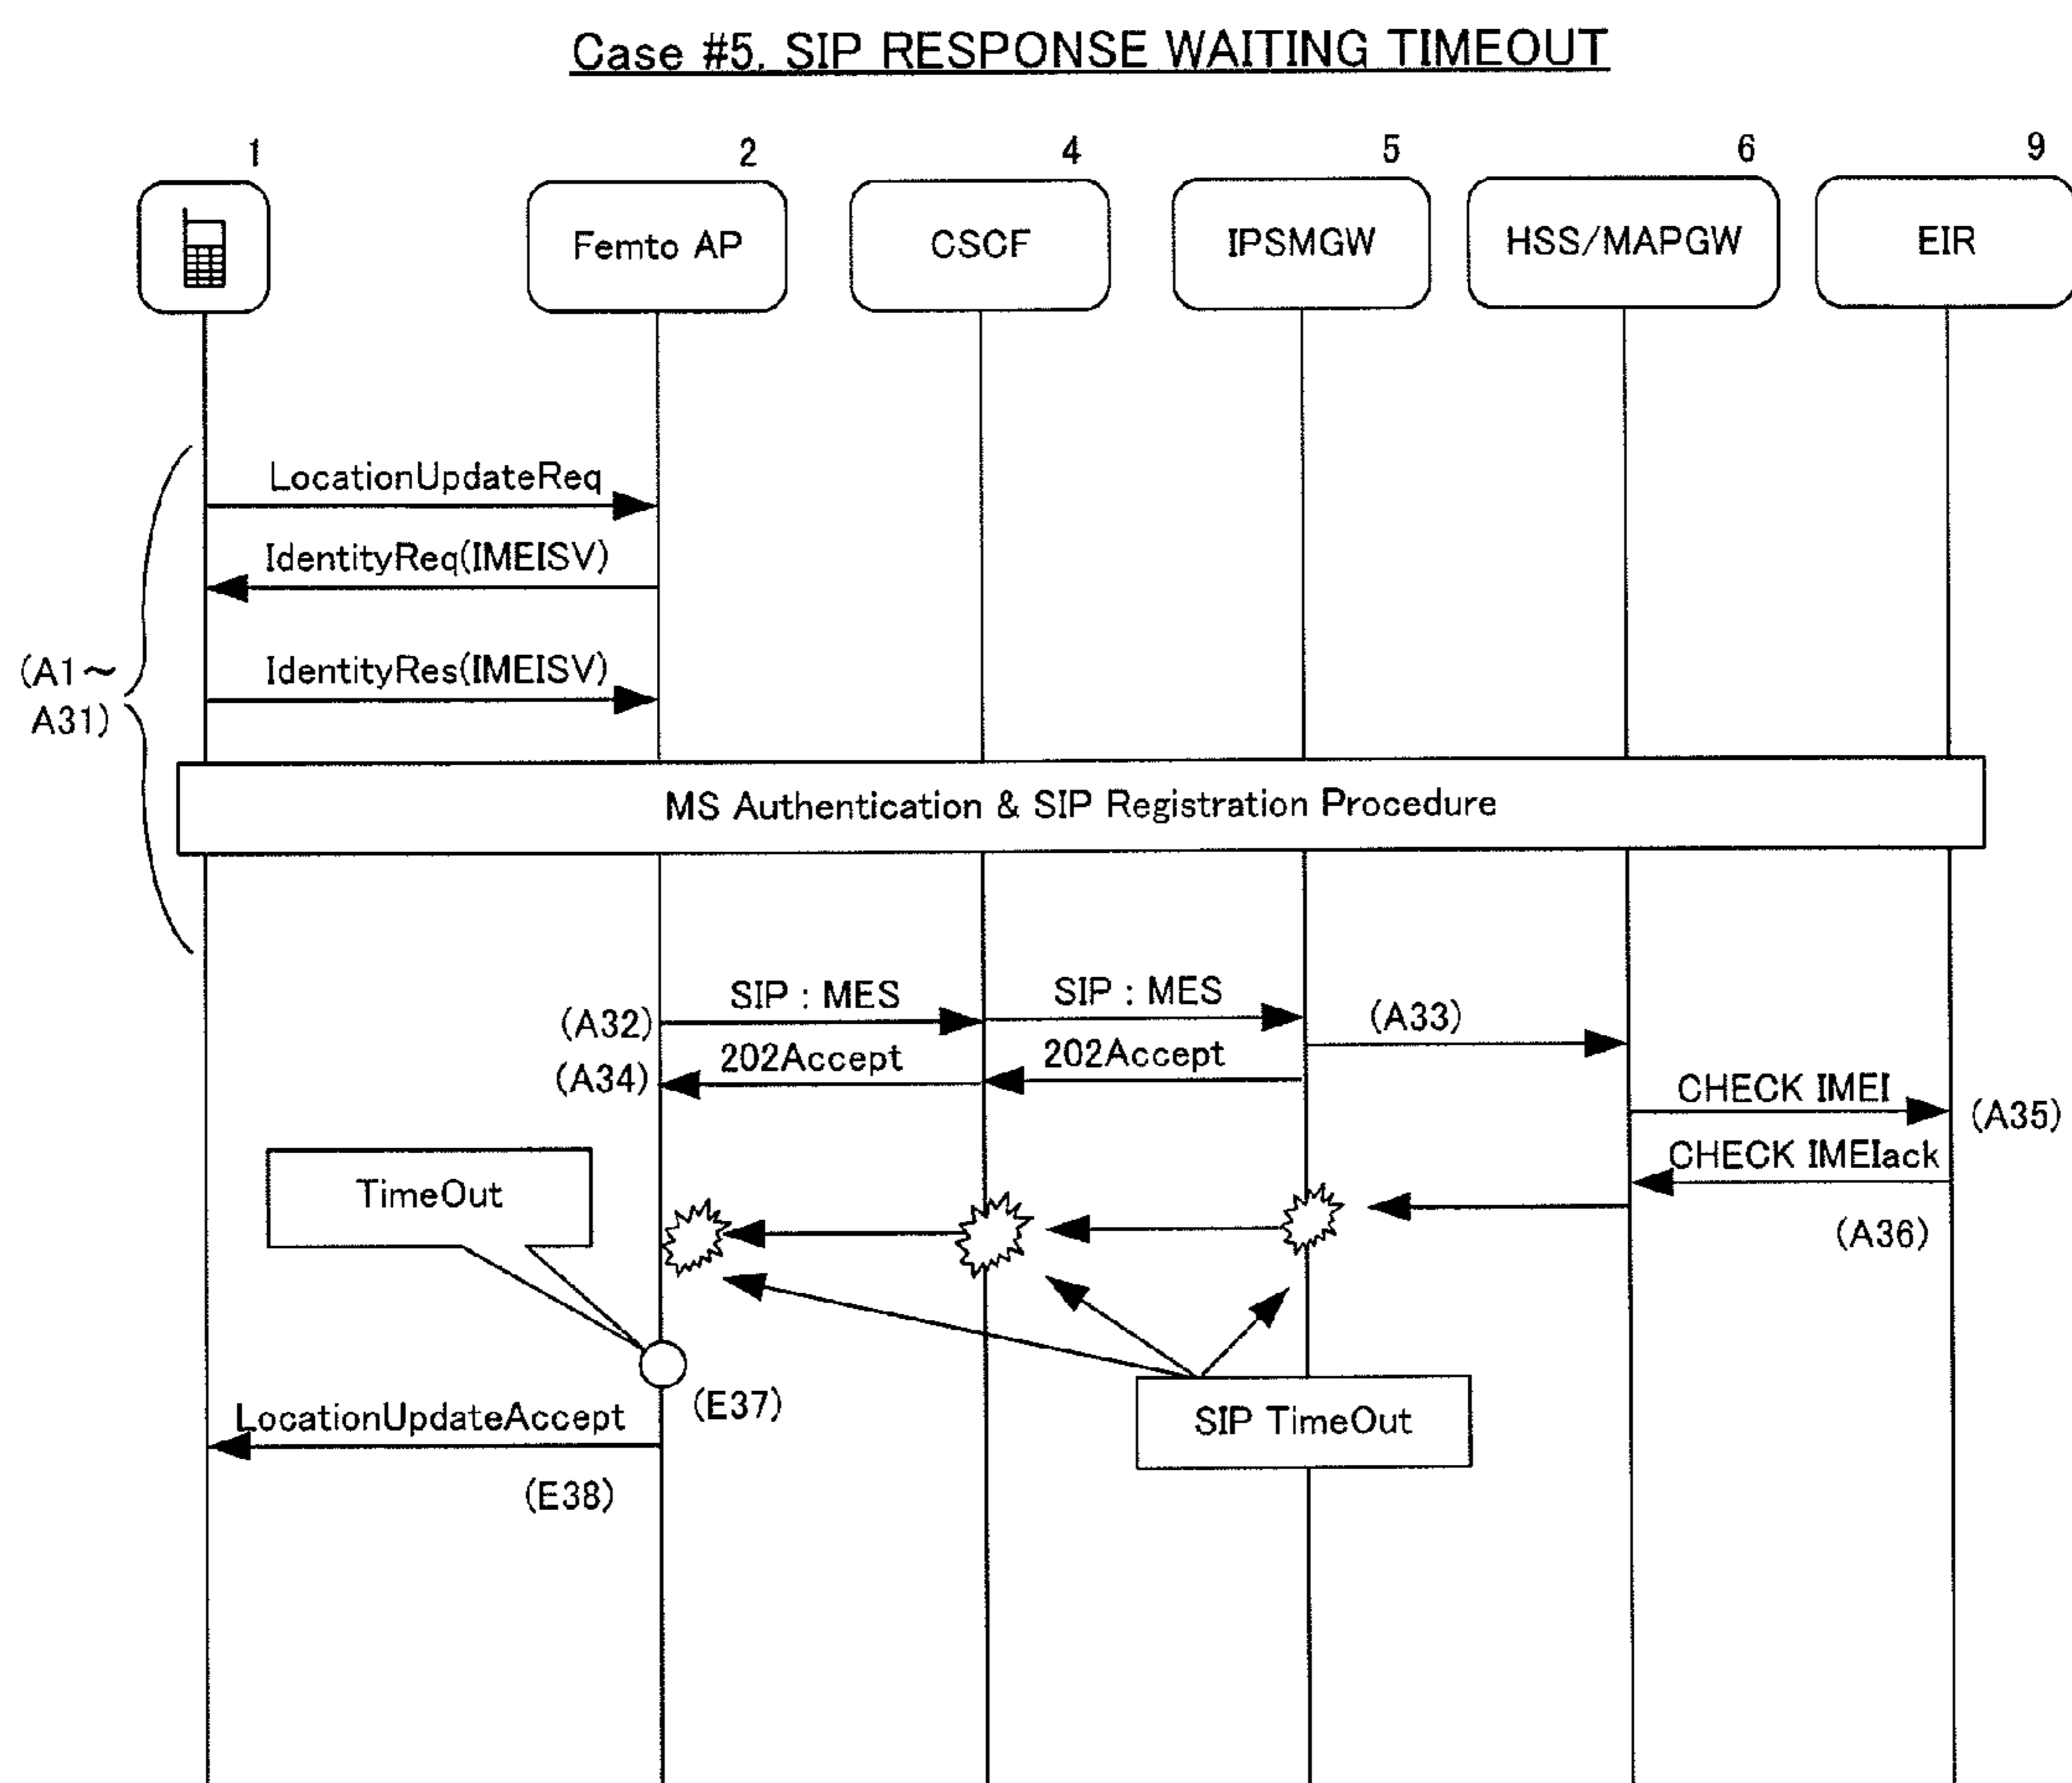 Case #5. SIP RESPONSE WAITING TIMEOUT
1
2
4
5
6
9
Femto AP
CSCF
IPSMGW
HSS/MAPGW
EIR
LocationUpdateReq
IdentityReq(IMEISV)
IdentityRes(IMEISV)
(A1～
A31)
MS Authentication & SIP Registration Procedure
SIP : MES
SIP : MES
(A32)
(A33)
202Accept
202Accept
(A34)
CHECK IMEI
(A35)
CHECK IMEIack
TimeOut
(A36)
(E37)
LocationUpdateAccept
SIP TimeOut
(E38)